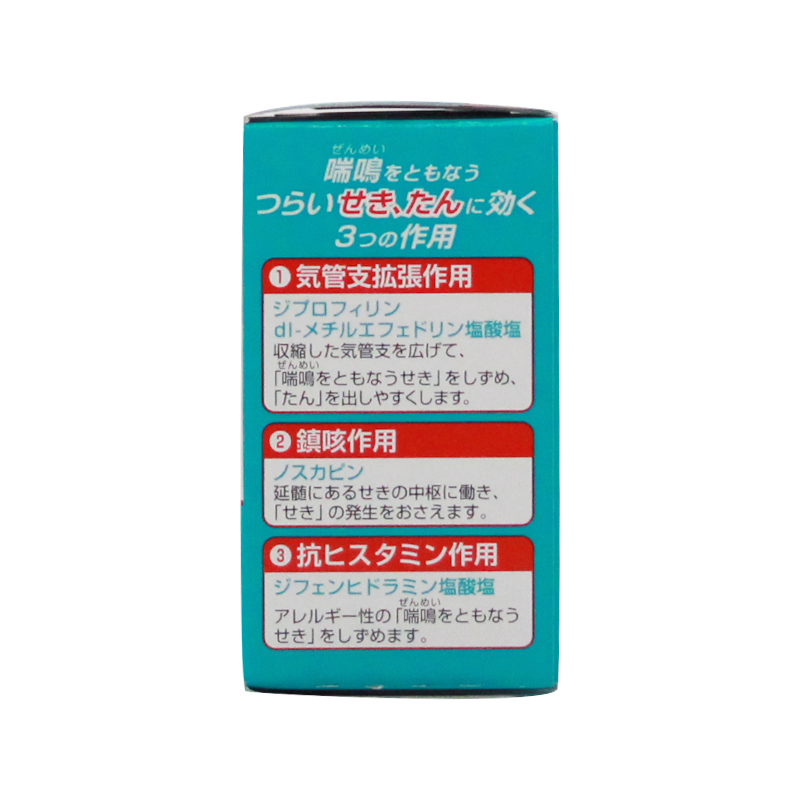 ぜんめい
喘鳴をともなう
つらいせき、たんに効く
3つの作用
1 気管支拡張作用
ジプロフィリン
dl-メチルエフェドリン塩酸塩
収縮した気管支を広げて、
ぜんめい
「喘鳴をともなうせき」をしずめ、
「たん」を出しやすくします。
2 鎮咳作用
ノスカピン
延髄にあるせきの中枢に働き、
「せき」の発生をおさえます。
3 抗ヒスタミン作用
ジフェンヒドラミン塩酸塩
ぜんめい
アレルギー性の「喘鳴をともなう
せき」をしずめます。